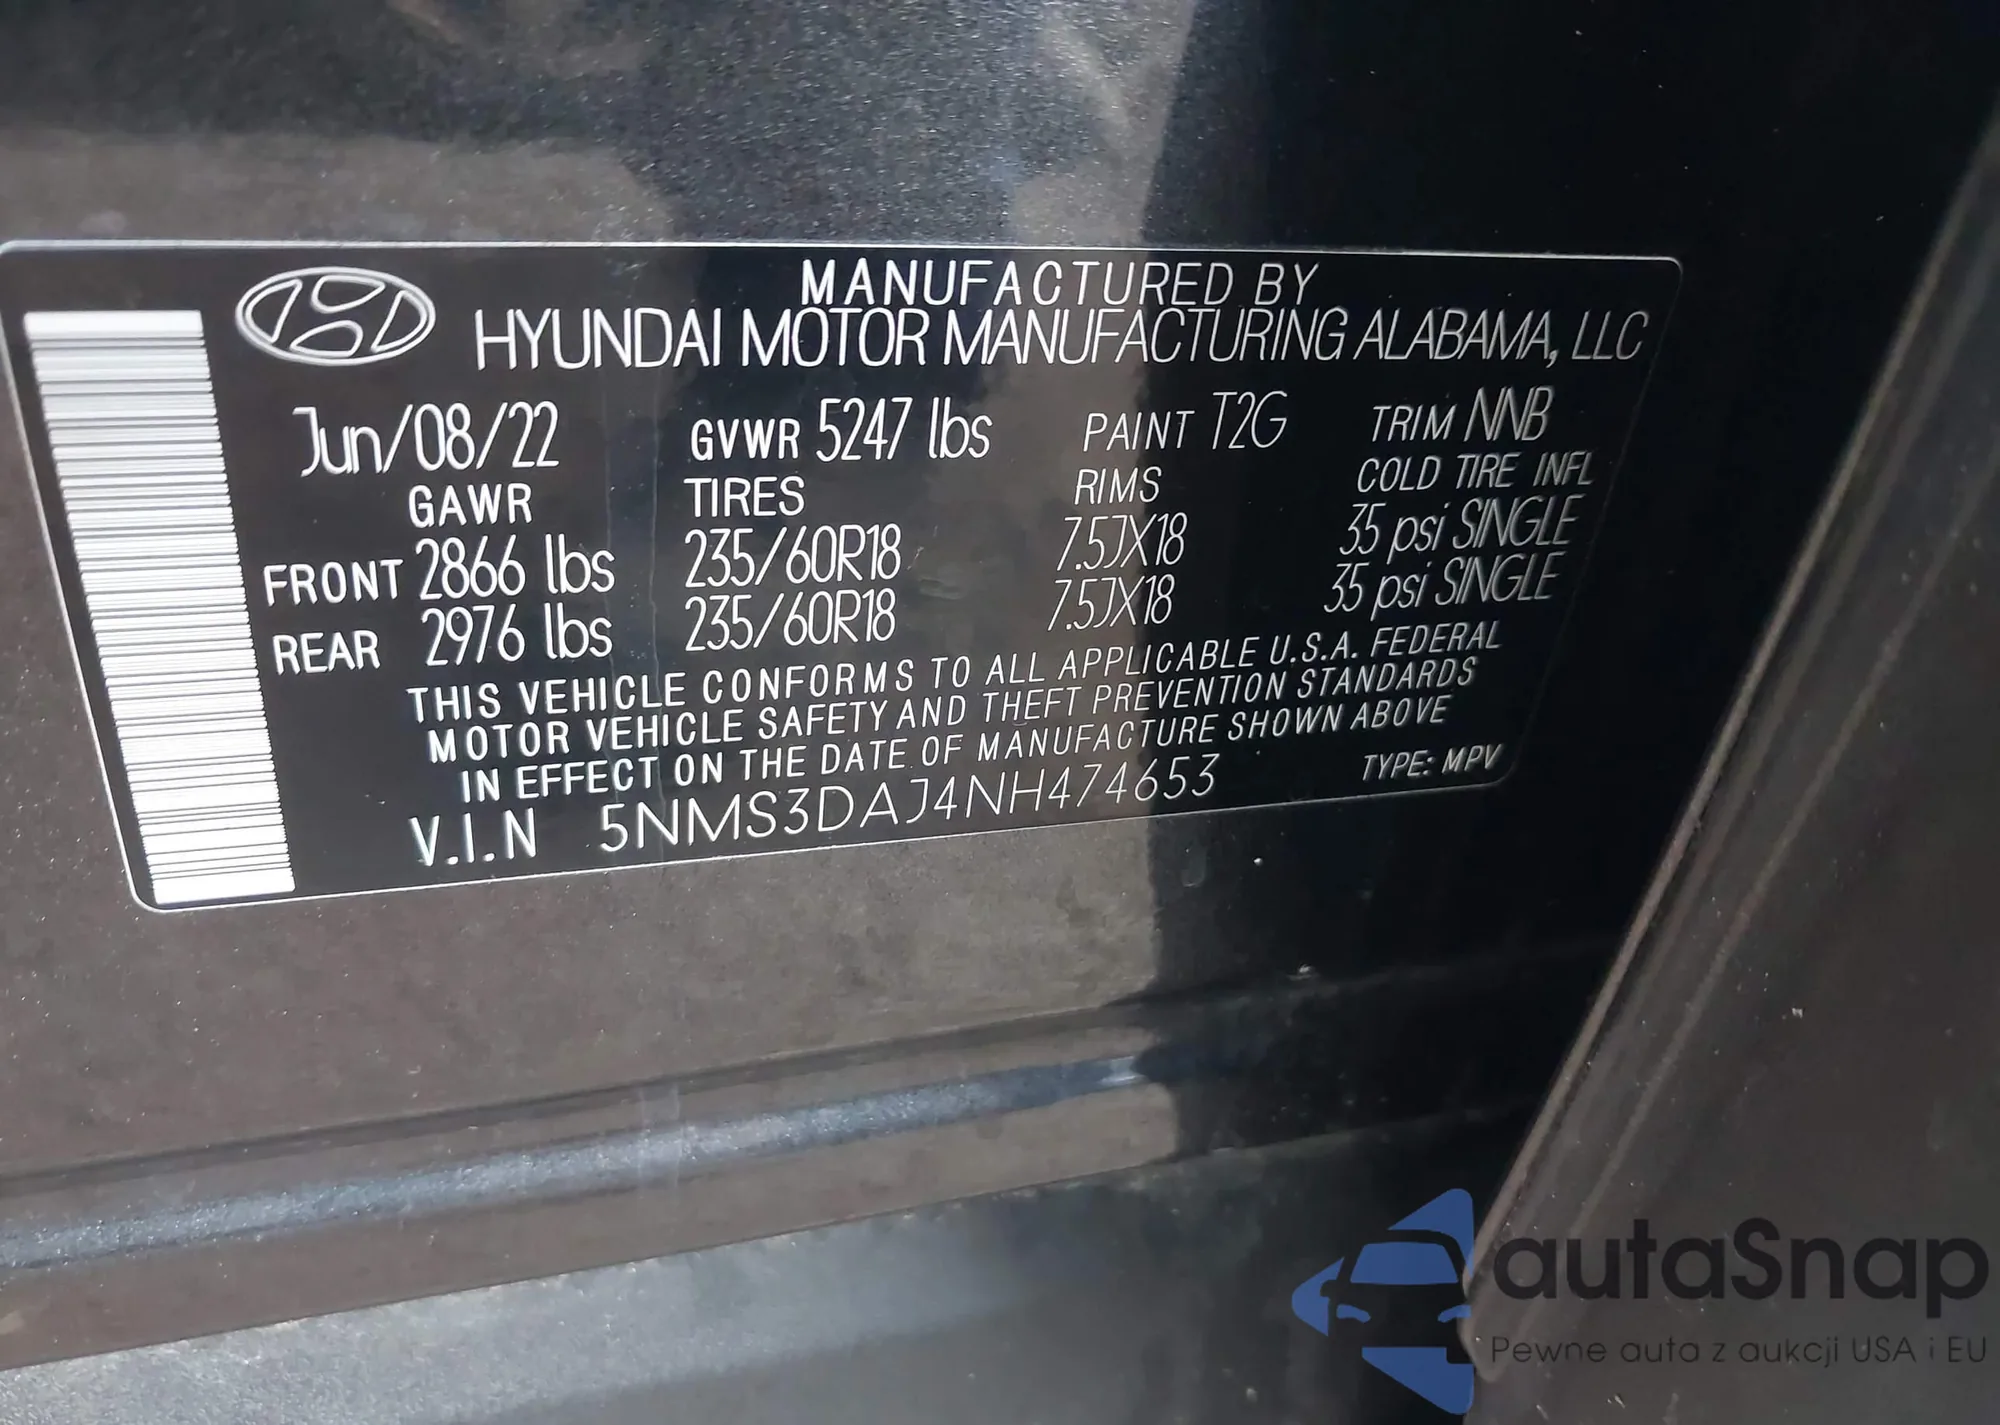 MANUFACTURED BY
HYUNDAI MOTOR MANUFACTURING ALABAMA, LLC
Jun/08/22 GVWR 5247 lbs PAINT T2G TRIM NNB
GAWR TIRES RIMS COLD TIRE INFL
FRONT 2866 lbs 235/60R18 7.5JX18 35 psi SINGLE
REAR 2976 lbs 235/60R18 7.5JX18 35 psi SINGLE
THIS VEHICLE CONFORMS TO ALL APPLICABLE U.S.A. FEDERAL
MOTOR VEHICLE SAFETY AND THEFT PREVENTION STANDARDS
IN EFFECT ON THE DATE OF MANUFACTURE SHOWN ABOVE
V.I.N 5NMS3DAJ4NH474653 TYPE: MPV
autaSnap
Pewne auta z aukcji USA i EU